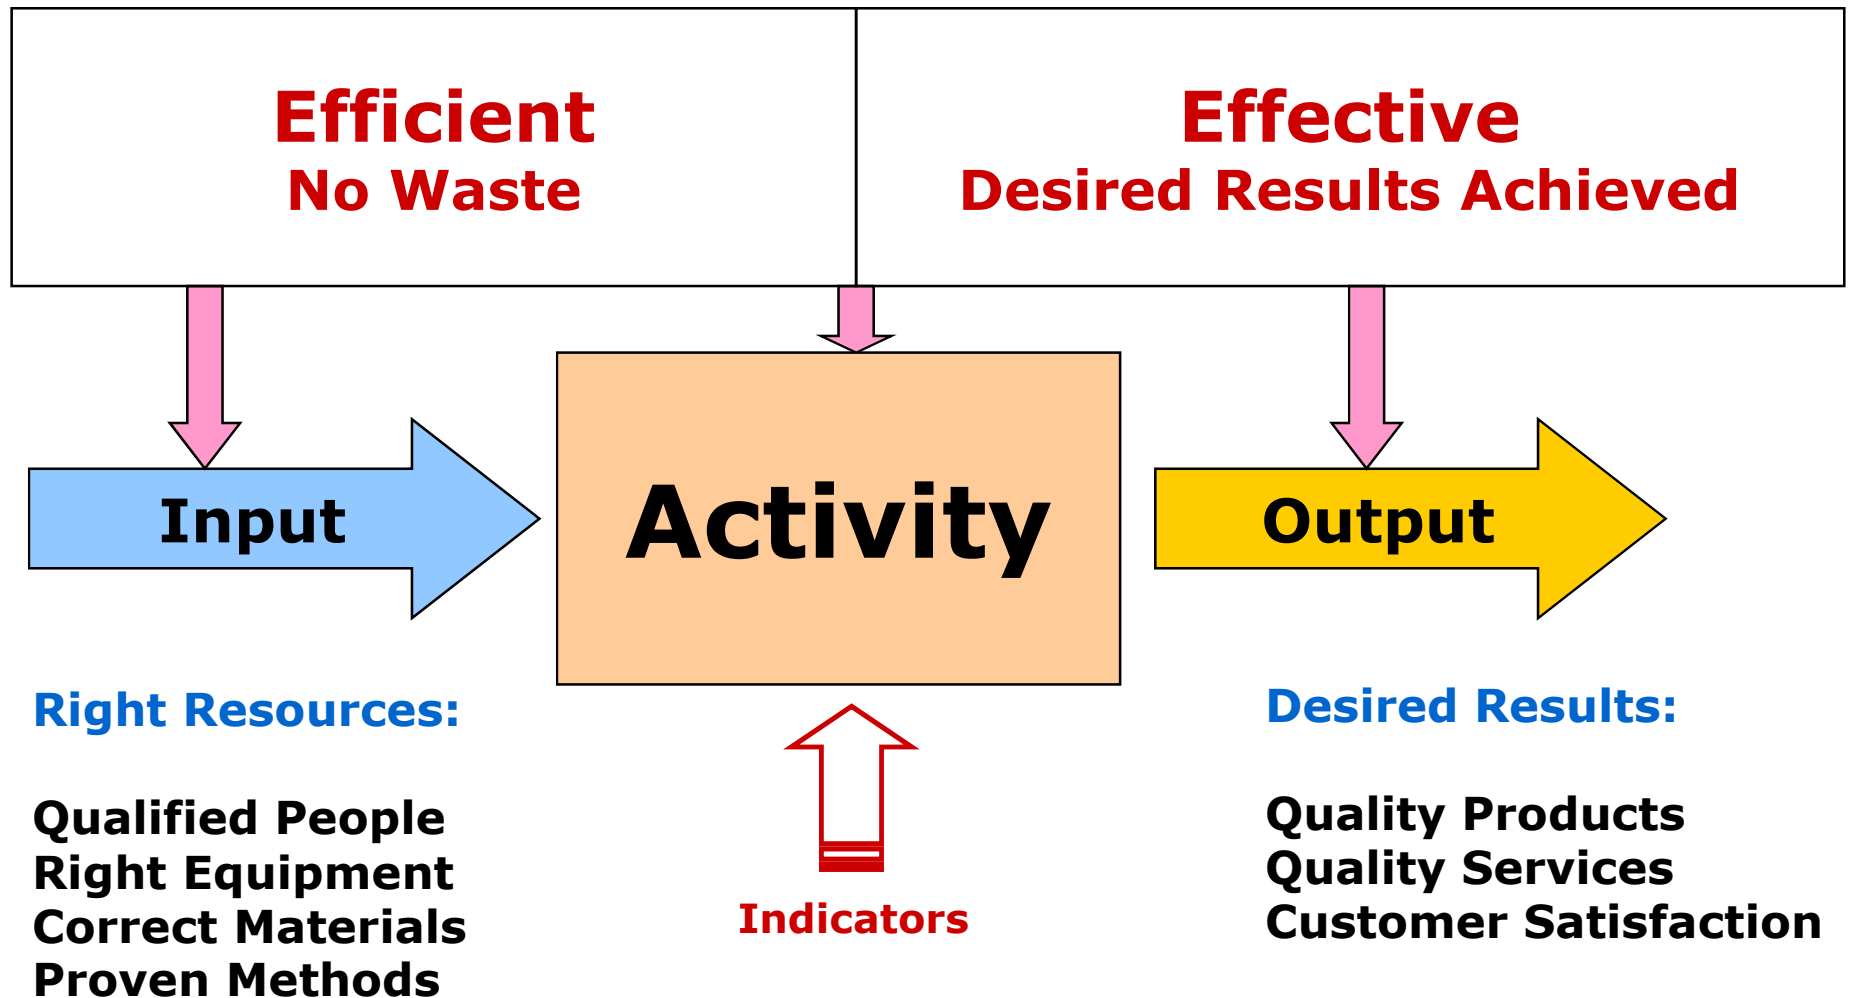 Efficient
No Waste
Effective
Desired Results Achieved
Input
Activity
Output
Right Resources:
Qualified People
Right Equipment
Correct Materials
Proven Methods
Indicators
Desired Results:
Quality Products
Quality Services
Customer Satisfaction